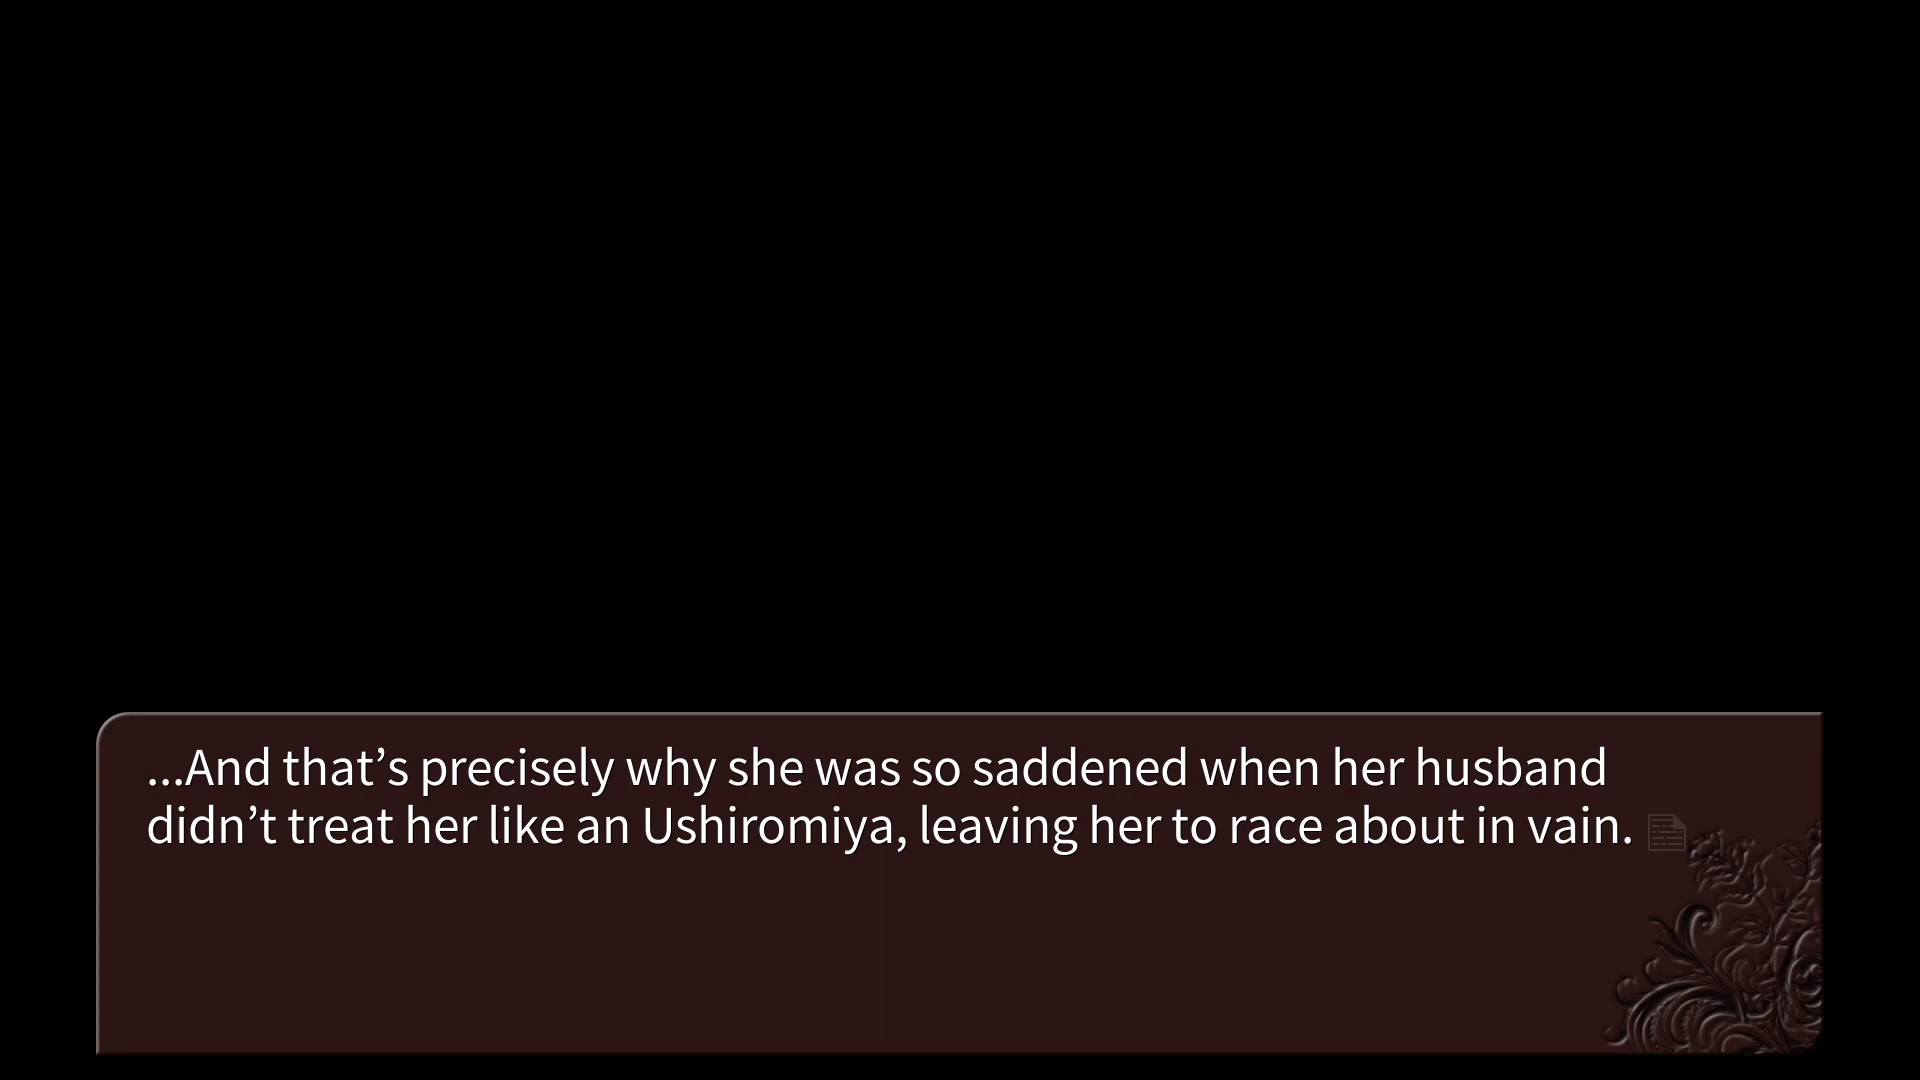 ...And that’s precisely why she was so saddened when her husband
didn’t treat her like an Ushiromiya, leaving her to race about in vain.